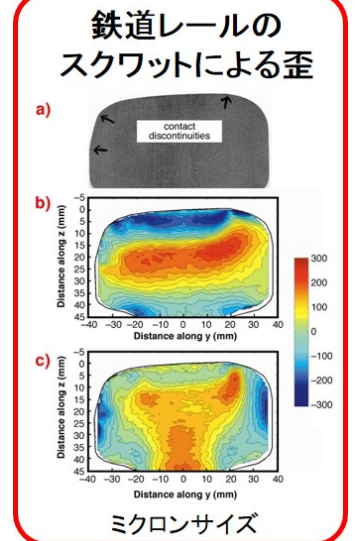 鉄道レールの
スクワットによる歪
a)
contact
discontinuities
b)
Distance along z (mm)
-5
0
5
10
15
20
25
30
35
40
45
-40 -30 -20 -10 0 10 20 30 40
Distance along y (mm)
300
200
100
0
-100
-200
-300
c)
Distance along z (mm)
-5
0
5
10
15
20
25
30
35
40
45
-40 -30 -20 -10 0 10 20 30 40
Distance along y (mm)
ミクロンサイズ